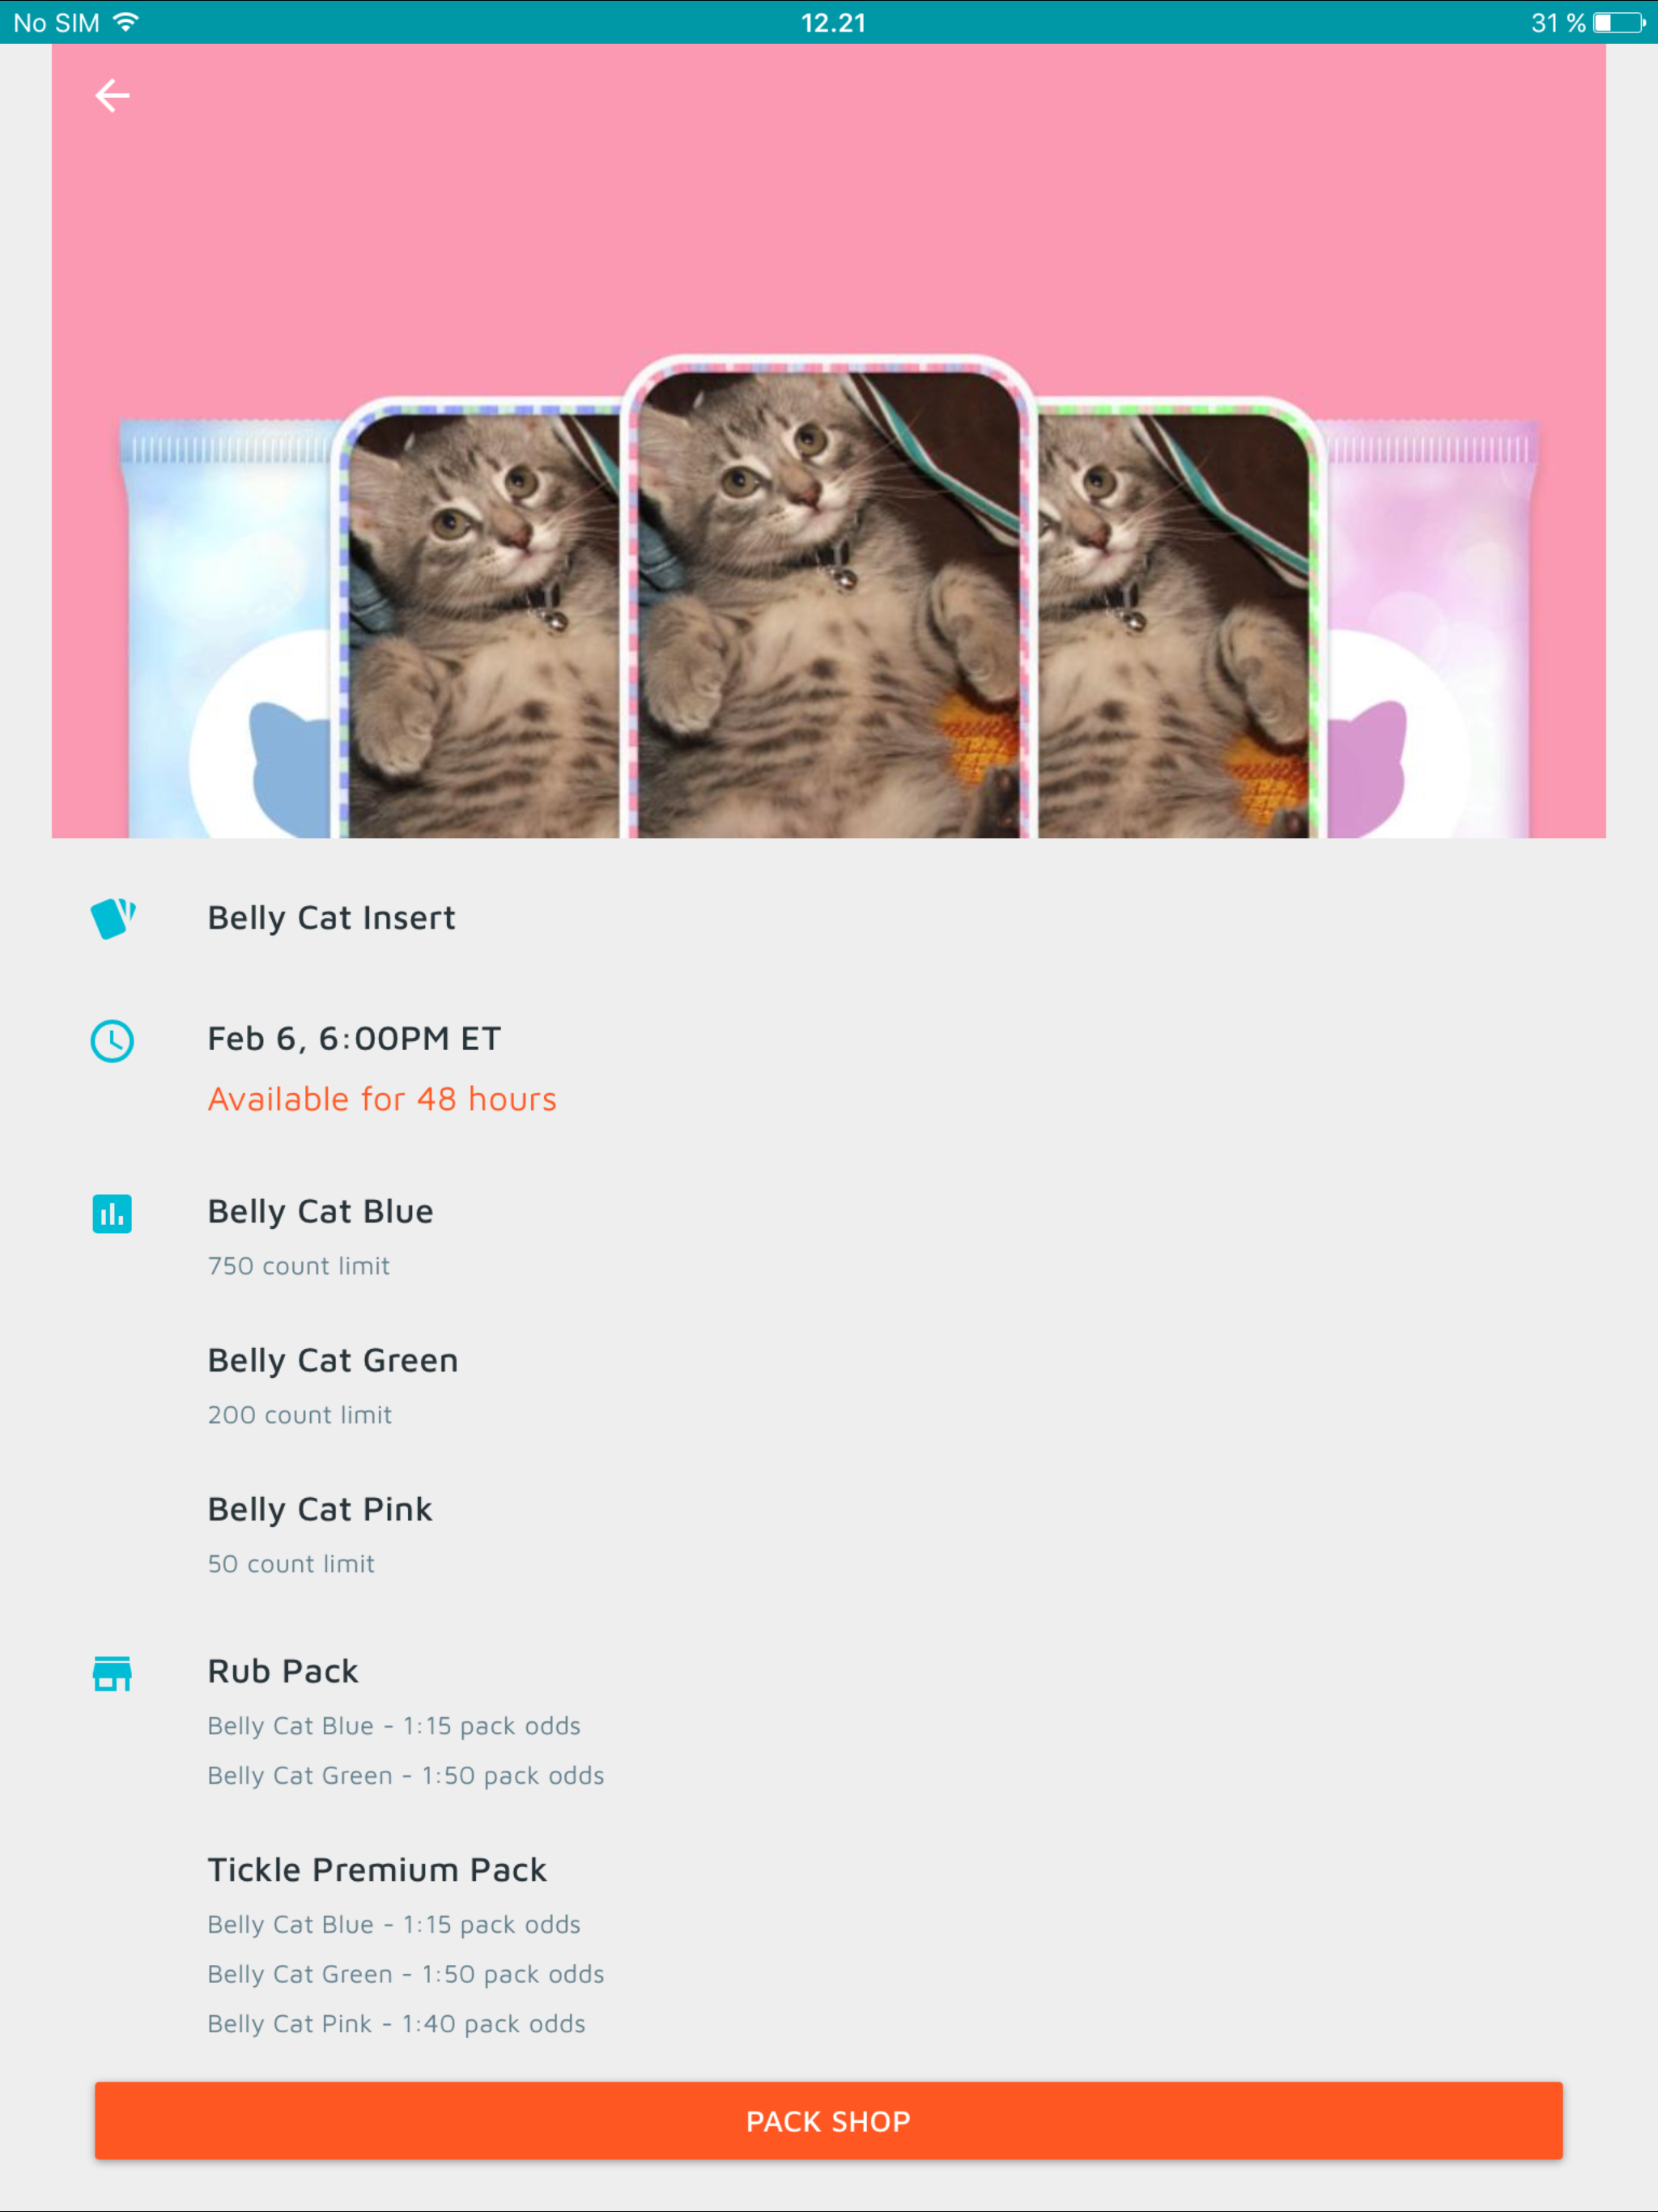 No SIM 12.21 31 %
Belly Cat Insert
Feb 6, 6:00PM ET
Available for 48 hours
Belly Cat Blue
750 count limit
Belly Cat Green
200 count limit
Belly Cat Pink
50 count limit
Rub Pack
Belly Cat Blue - 1:15 pack odds
Belly Cat Green - 1:50 pack odds
Tickle Premium Pack
Belly Cat Blue - 1:15 pack odds
Belly Cat Green - 1:50 pack odds
Belly Cat Pink - 1:40 pack odds
PACK SHOP